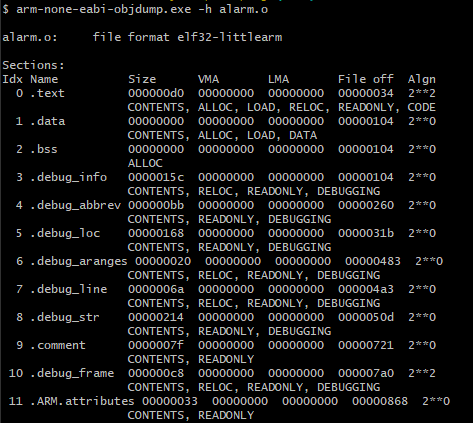 $ arm-none-eabi-objdump.exe -h alarm.o
alarm.o:     file format elf32-littlearm
Sections:
Idx Name          Size      VMA       LMA       File off  Algn
  0 .text         000000d0  00000000  00000000  00000034  2**2
                  CONTENTS, ALLOC, LOAD, RELOC, READONLY, CODE
  1 .data         00000000  00000000  00000000  00000104  2**0
                  CONTENTS, ALLOC, LOAD, DATA
  2 .bss          00000000  00000000  00000000  00000104  2**0
                  ALLOC
  3 .debug_info   0000015c  00000000  00000000  00000104  2**0
                  CONTENTS, RELOC, READONLY, DEBUGGING
  4 .debug_abbrev 000000bb  00000000  00000000  00000260  2**0
                  CONTENTS, READONLY, DEBUGGING
  5 .debug_loc    00000168  00000000  00000000  0000031b  2**0
                  CONTENTS, READONLY, DEBUGGING
  6 .debug_aranges 00000020  00000000  00000000  00000483  2**0
                  CONTENTS, RELOC, READONLY, DEBUGGING
  7 .debug_line   0000006a  00000000  00000000  000004a3  2**0
                  CONTENTS, RELOC, READONLY, DEBUGGING
  8 .debug_str    00000214  00000000  00000000  0000050d  2**0
                  CONTENTS, READONLY, DEBUGGING
  9 .comment      0000007f  00000000  00000000  00000721  2**0
                  CONTENTS, READONLY
 10 .debug_frame  000000c8  00000000  00000000  000007a0  2**2
                  CONTENTS, RELOC, READONLY, DEBUGGING
 11 .ARM.attributes 00000033  00000000  00000000  00000868  2**0
                  CONTENTS, READONLY